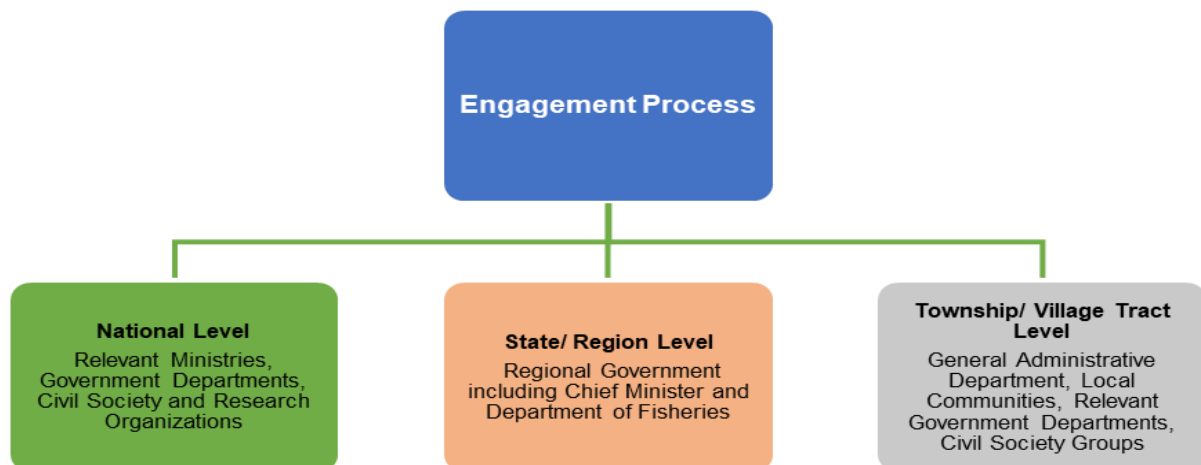 Engagement Process
National Level
Relevant Ministries,
Government Departments,
Civil Society and Research
Organizations
State/ Region Level
Regional Government
including Chief Minister and
Department of Fisheries
Township/ Village Tract
Level
General Administrative
Department, Local
Communities, Relevant
Government Departments,
Civil Society Groups